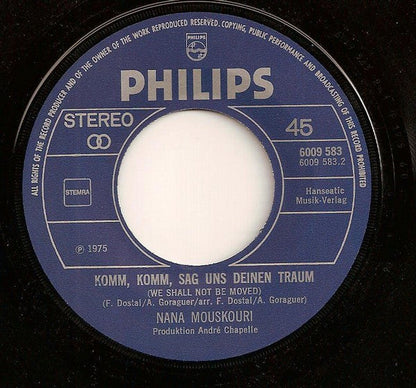 ALL RIGHTS OF THE RECORD PRODUCER AND OF THE OWNER OF THE WORK REPRODUCED RESERVED. COPYING, PUBLIC PERFORMANCE AND BROADCASTING OF THIS RECORD PROHIBITED
PHILIPS
PHILIPS
STEREO
45
6009 583
6009 583.2
STEMRA
Hanseatic
Musik-Verlag
℗ 1975
KOMM, KOMM, SAG UNS DEINEN TRAUM
(WE SHALL NOT BE MOVED)
(F. Dostal/A. Goraguer/arr. F. Dostal/A. Goraguer)
NANA MOUSKOURI
Produktion André Chapelle